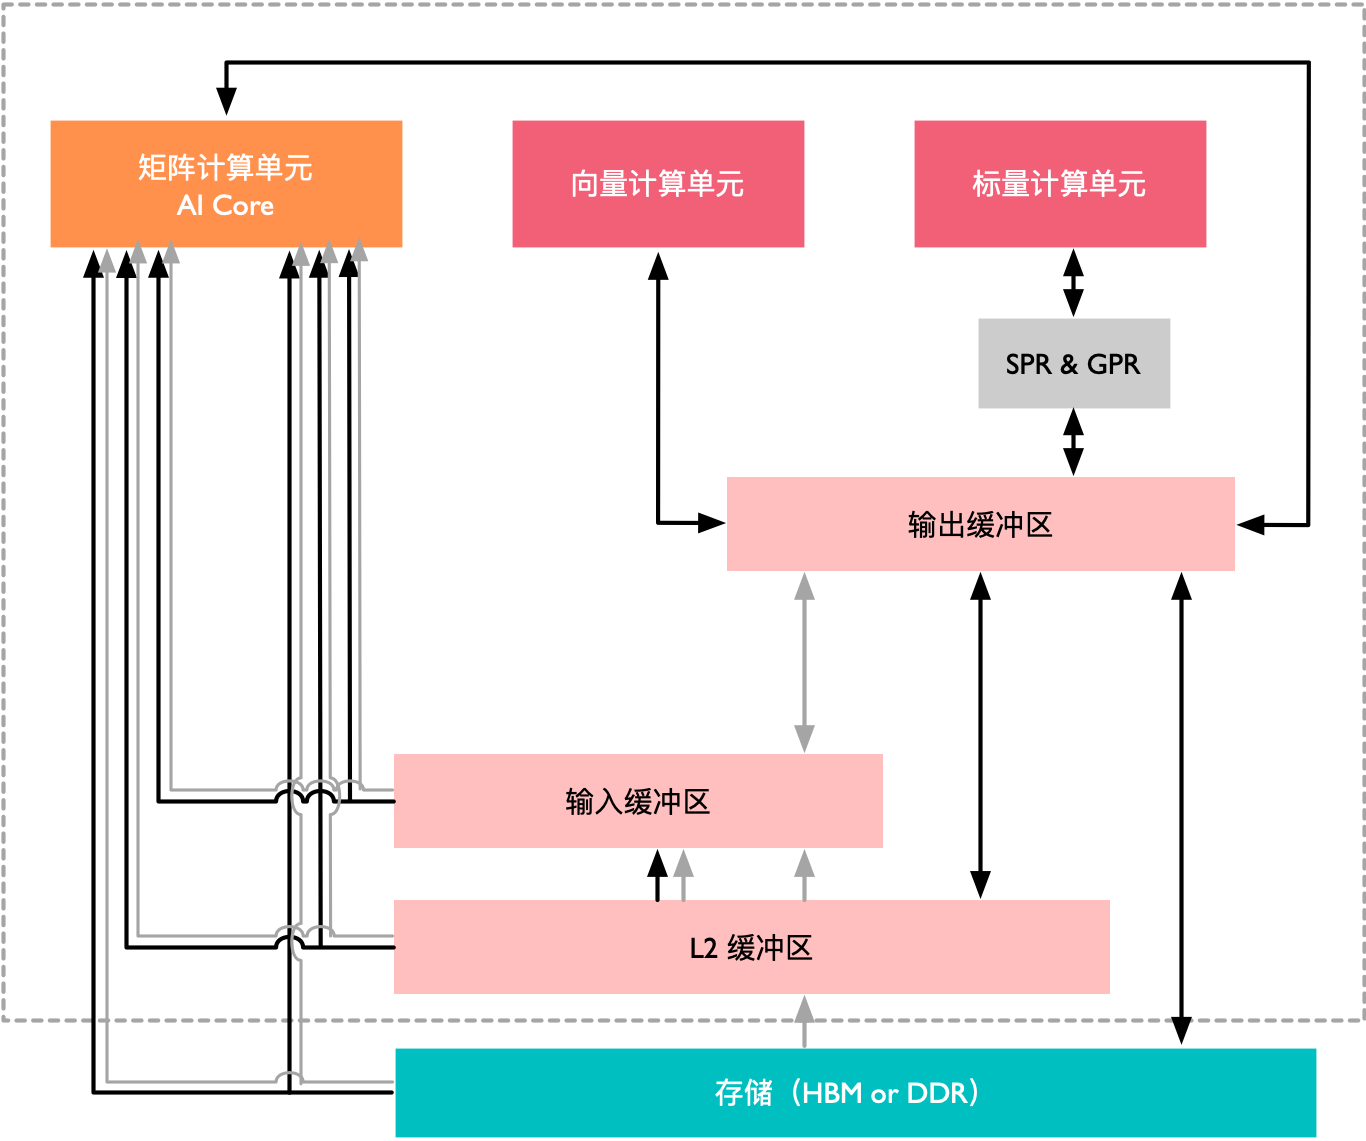 矩阵计算单元
AI Core
向量计算单元
标量计算单元
SPR & GPR
输出缓冲区
输入缓冲区
L2 缓冲区
存储（HBM or DDR）